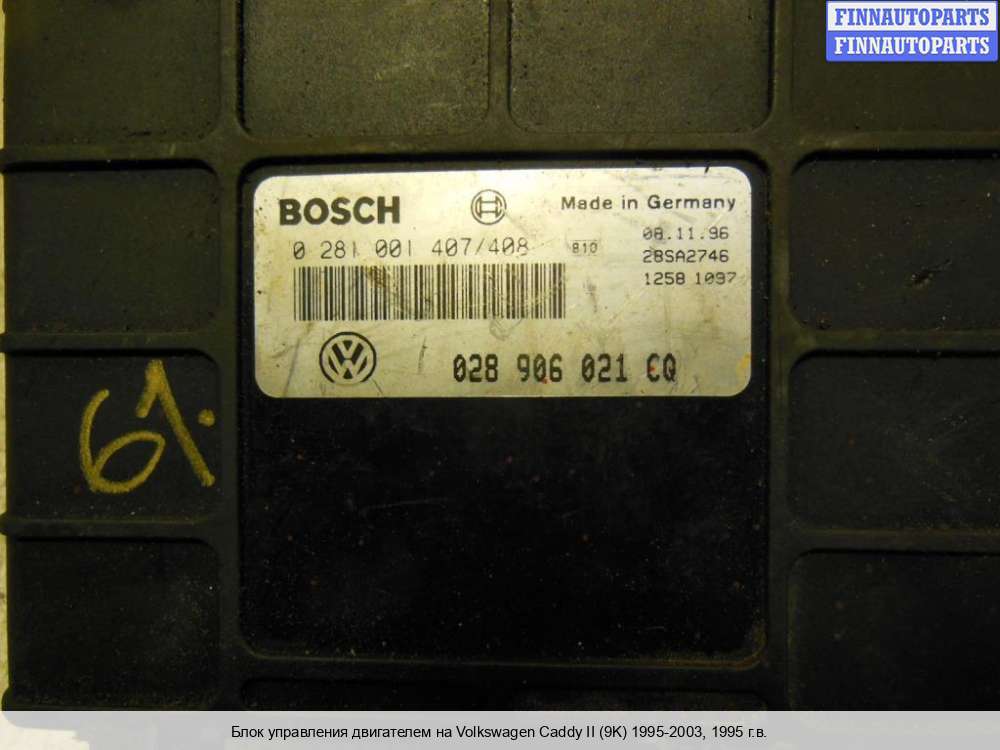 FINNAUTOPARTS
FINNAUTOPARTS
BOSCH
Made in Germany
0 281 001 407/408
810
08.11.96
28SA2746
1258 1097
028 906 021 CQ
61.
Блок управления двигателем на Volkswagen Caddy II (9K) 1995-2003, 1995 г.в.